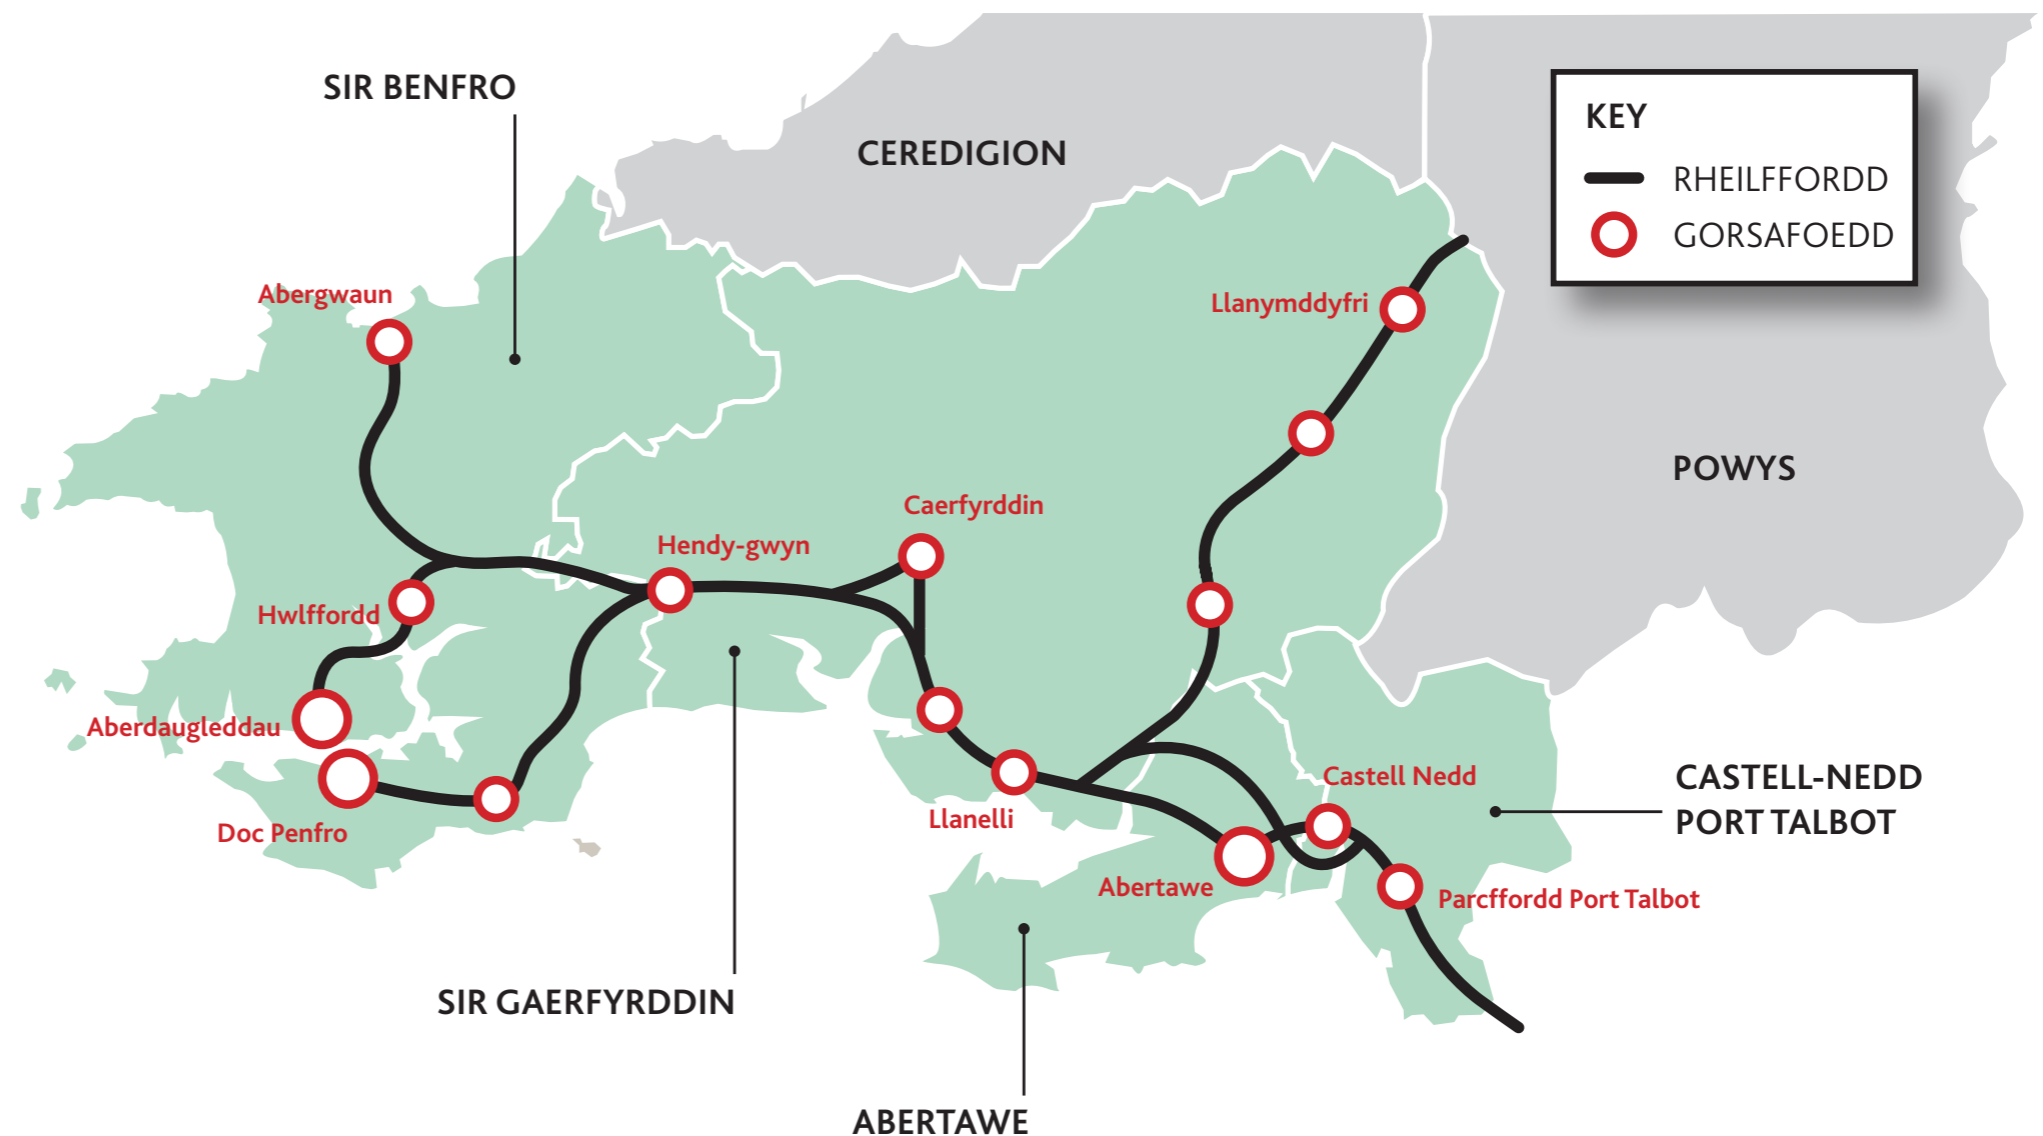 SIR BENFRO
CEREDIGION
KEY
RHEILFFORDD
GORSAFOEDD
Abergwaun
Llanymddyfri
POWYS
Caerfyrddin
Hendy-gwyn
Hwlffordd
Aberdaugleddau
Castell Nedd
CASTELL-NEDD
PORT TALBOT
Llanelli
Doc Penfro
Abertawe
Parcffordd Port Talbot
SIR GAERFYRDDIN
ABERTAWE